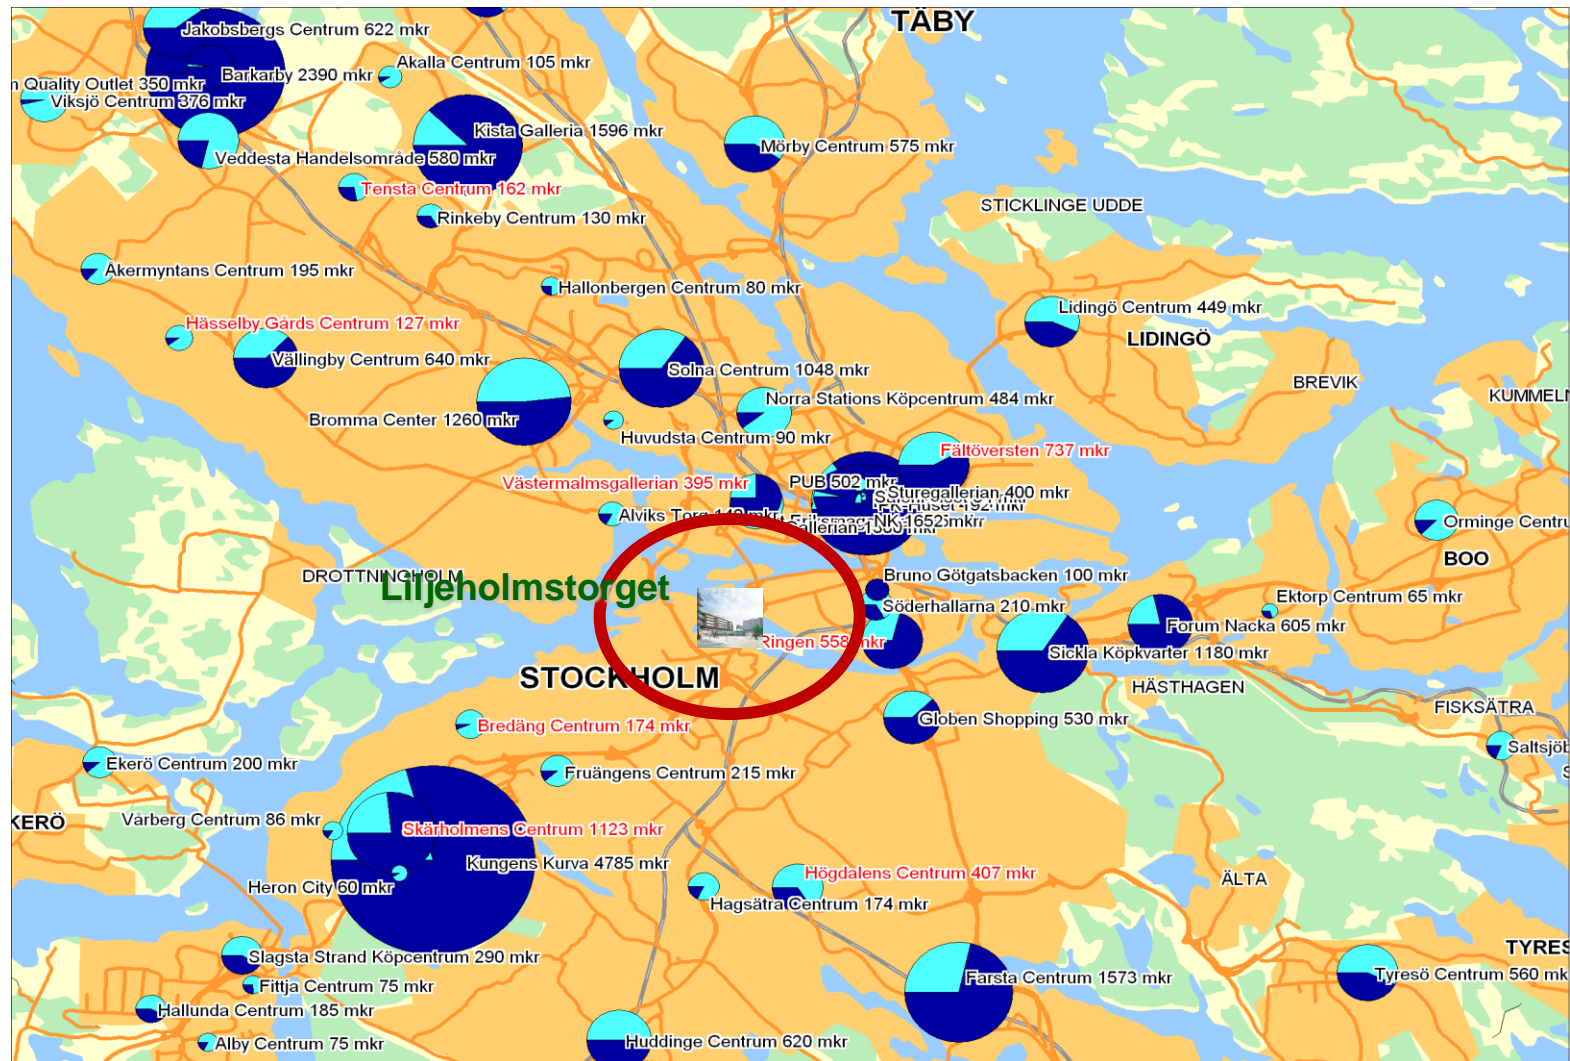 TÄBY
Jakobsbergs Centrum 622 mkr
Akalla Centrum 105 mkr
Barkarby 2390 mkr
Quality Outlet 350 mkr
Viksjö Centrum 376 mkr
Kista Galleria 1596 mkr
Mörby Centrum 575 mkr
Veddesta Handelsområde 580 mkr
Tensta Centrum 162 mkr
STICKLINGE UDDE
Rinkeby Centrum 130 mkr
Åkermyntans Centrum 195 mkr
Hallonbergen Centrum 80 mkr
Lidingö Centrum 449 mkr
Hässelby Gårds Centrum 127 mkr
LIDINGÖ
Vällingby Centrum 640 mkr
Solna Centrum 1048 mkr
BREVIK
Norra Stations Köpcentrum 484 mkr
Bromma Center 1260 mkr
Huvudsta Centrum 90 mkr
Fältöversten 737 mkr
Västermalmsgallerian 395 mkr
PUB 502 mkr
Sturegallerian 400 mkr
NK 1652
Alviks Torg 140 mkr
Orminge
BOO
DROTTNINGHOLM
Liljeholmstorget
Bruno Götgatsbacken 100 mkr
Ektorp Centrum 65 mkr
Söderhallarna 210 mkr
Forum Nacka 605 mkr
Ringen 558 mkr
Sickla Köpkvarter 1180 mkr
STOCKHOLM
HÄSTHAGEN
FISKSÄTRA
Bredäng Centrum 174 mkr
Globen Shopping 530 mkr
Ekerö Centrum 200 mkr
Fruängens Centrum 215 mkr
Vårberg Centrum 86 mkr
Skärholmens Centrum 1123 mkr
Kungens Kurva 4785 mkr
Heron City 60 mkr
Högdalens Centrum 407 mkr
ÄLTA
Hagsätra Centrum 174 mkr
Slagsta Strand Köpcentrum 290 mkr
Farsta Centrum 1573 mkr
Tyresö Centrum 560
Fittja Centrum 75 mkr
Hallunda Centrum 185 mkr
Alby Centrum 75 mkr
Huddinge Centrum 620 mkr